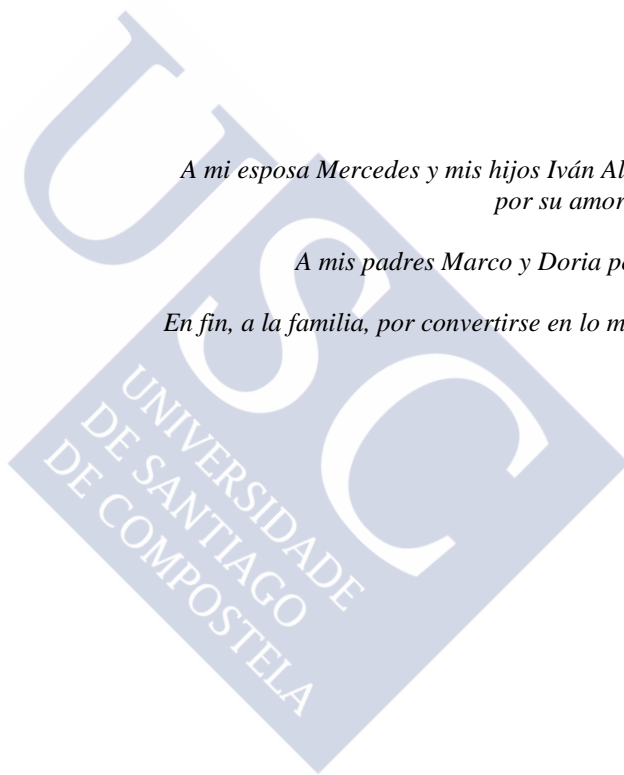 A mi esposa Mercedes y mis hijos Iván Al
por su amor
A mis padres Marco y Doria
En fin, a la familia, por convertirse en lo m
USC
UNIVERSIDADE
DE SANTIAGO
DE COMPOSTELA